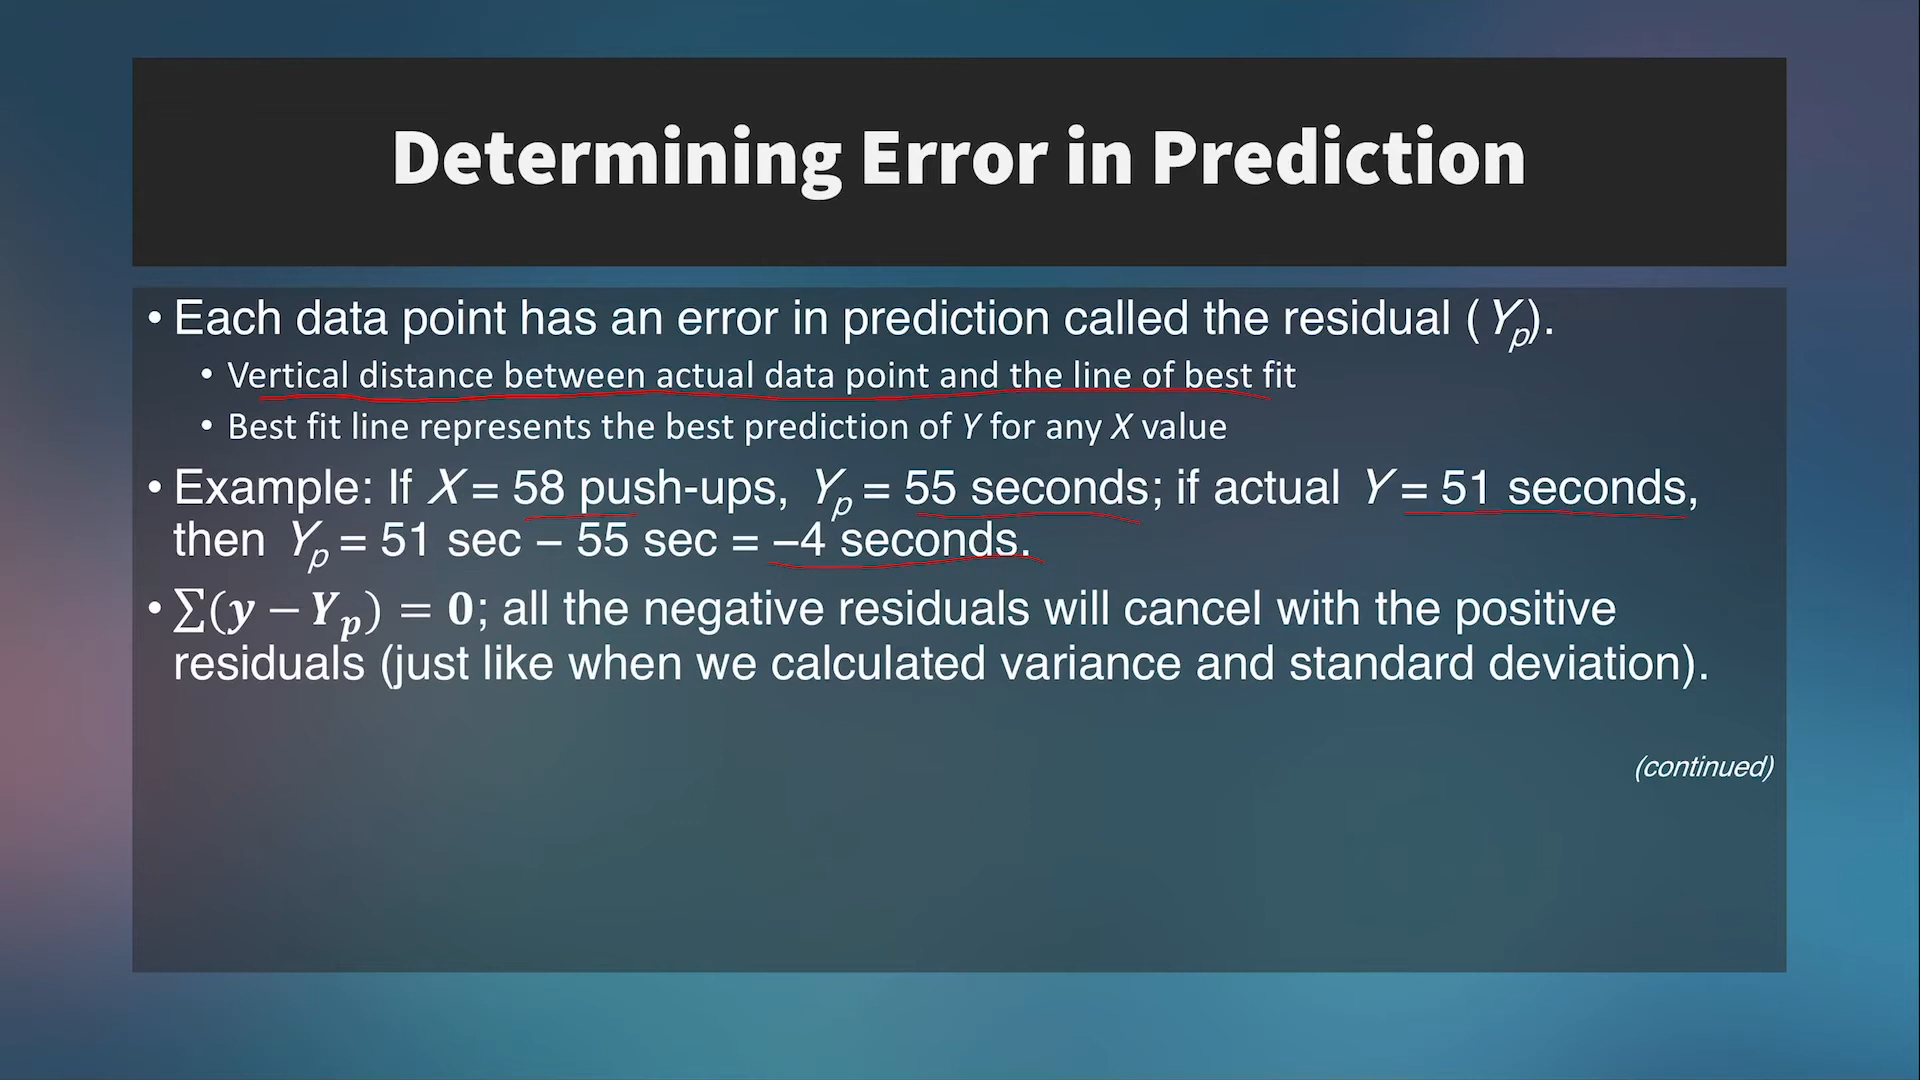 Determining Error in Prediction
• Each data point has an error in prediction called the residual (Yₚ).
• Vertical distance between actual data point and the line of best fit
• Best fit line represents the best prediction of Y for any X value
• Example: If X = 58 push-ups, Yₚ = 55 seconds; if actual Y = 51 seconds,
then Yₚ = 51 sec – 55 sec = –4 seconds.
• ∑(y − Yₚ) = 0; all the negative residuals will cancel with the positive
residuals (just like when we calculated variance and standard deviation).
(continued)